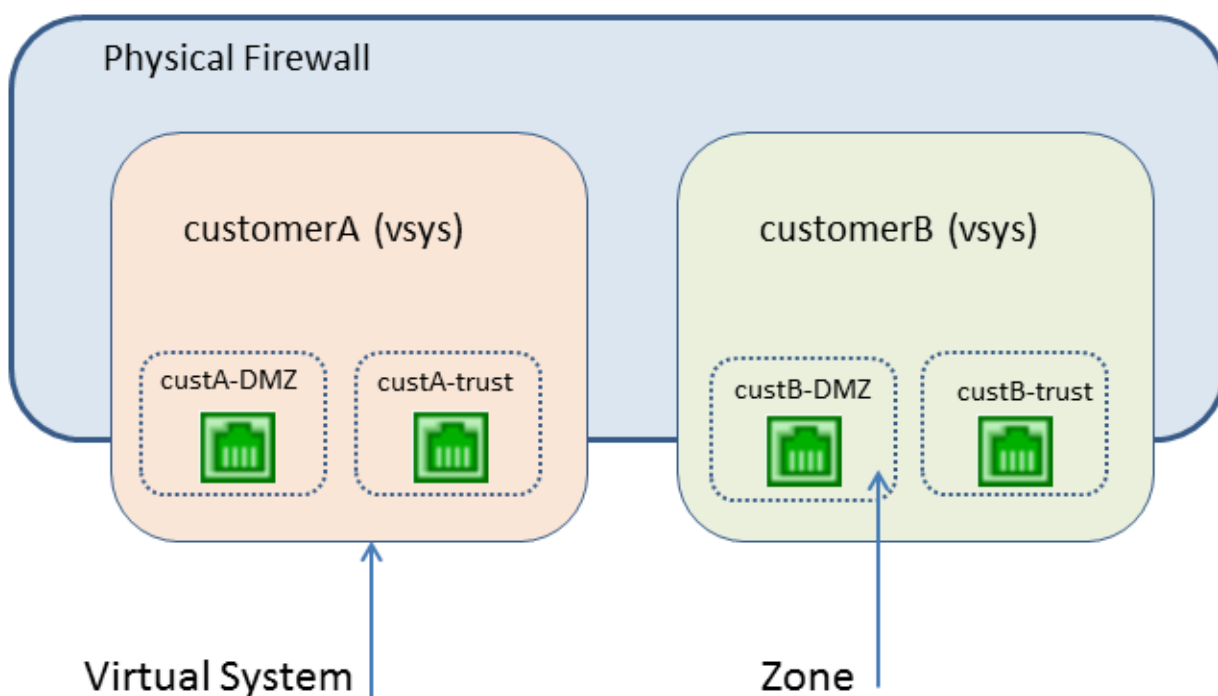 Physical Firewall
customerA (vsys)
customerB (vsys)
custA-DMZ
custA-trust
custB-DMZ
custB-trust
Virtual System
Zone